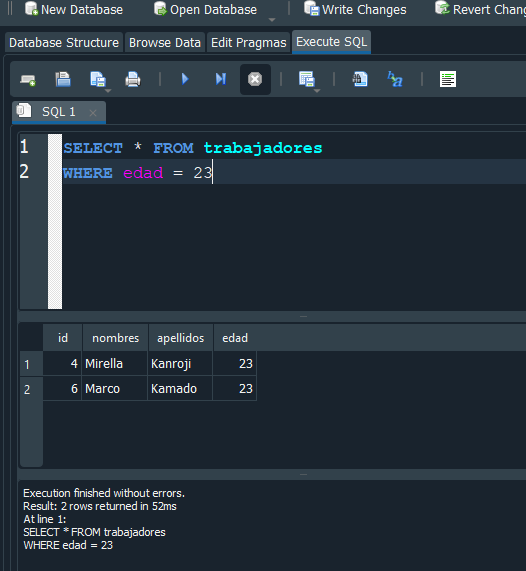 New Database Open Database Write Changes Revert Chang
Database Structure Browse Data Edit Pragmas Execute SQL
SQL 1
1 SELECT * FROM trabajadores
2 WHERE edad = 23
id nombres apellidos edad
1 4 Mirella Kanroji 23
2 6 Marco Kamado 23
Execution finished without errors.
Result: 2 rows returned in 52ms
At line 1:
SELECT * FROM trabajadores
WHERE edad = 23